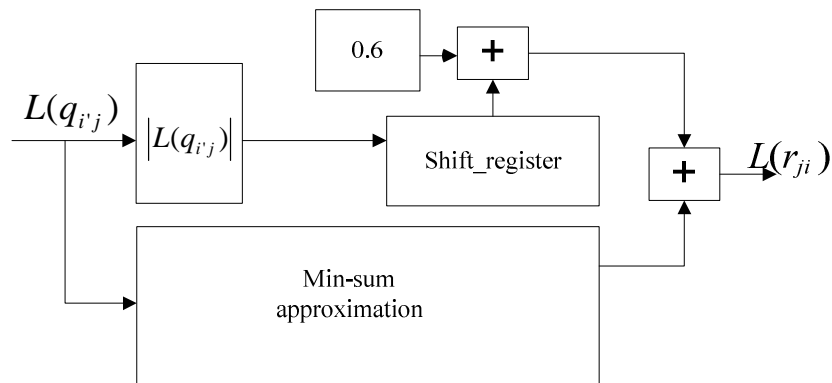 0.6
+
L(q_{i'j})
|L(q_{i'j})|
Shift_register
+
L(r_{ji})
Min-sum
approximation